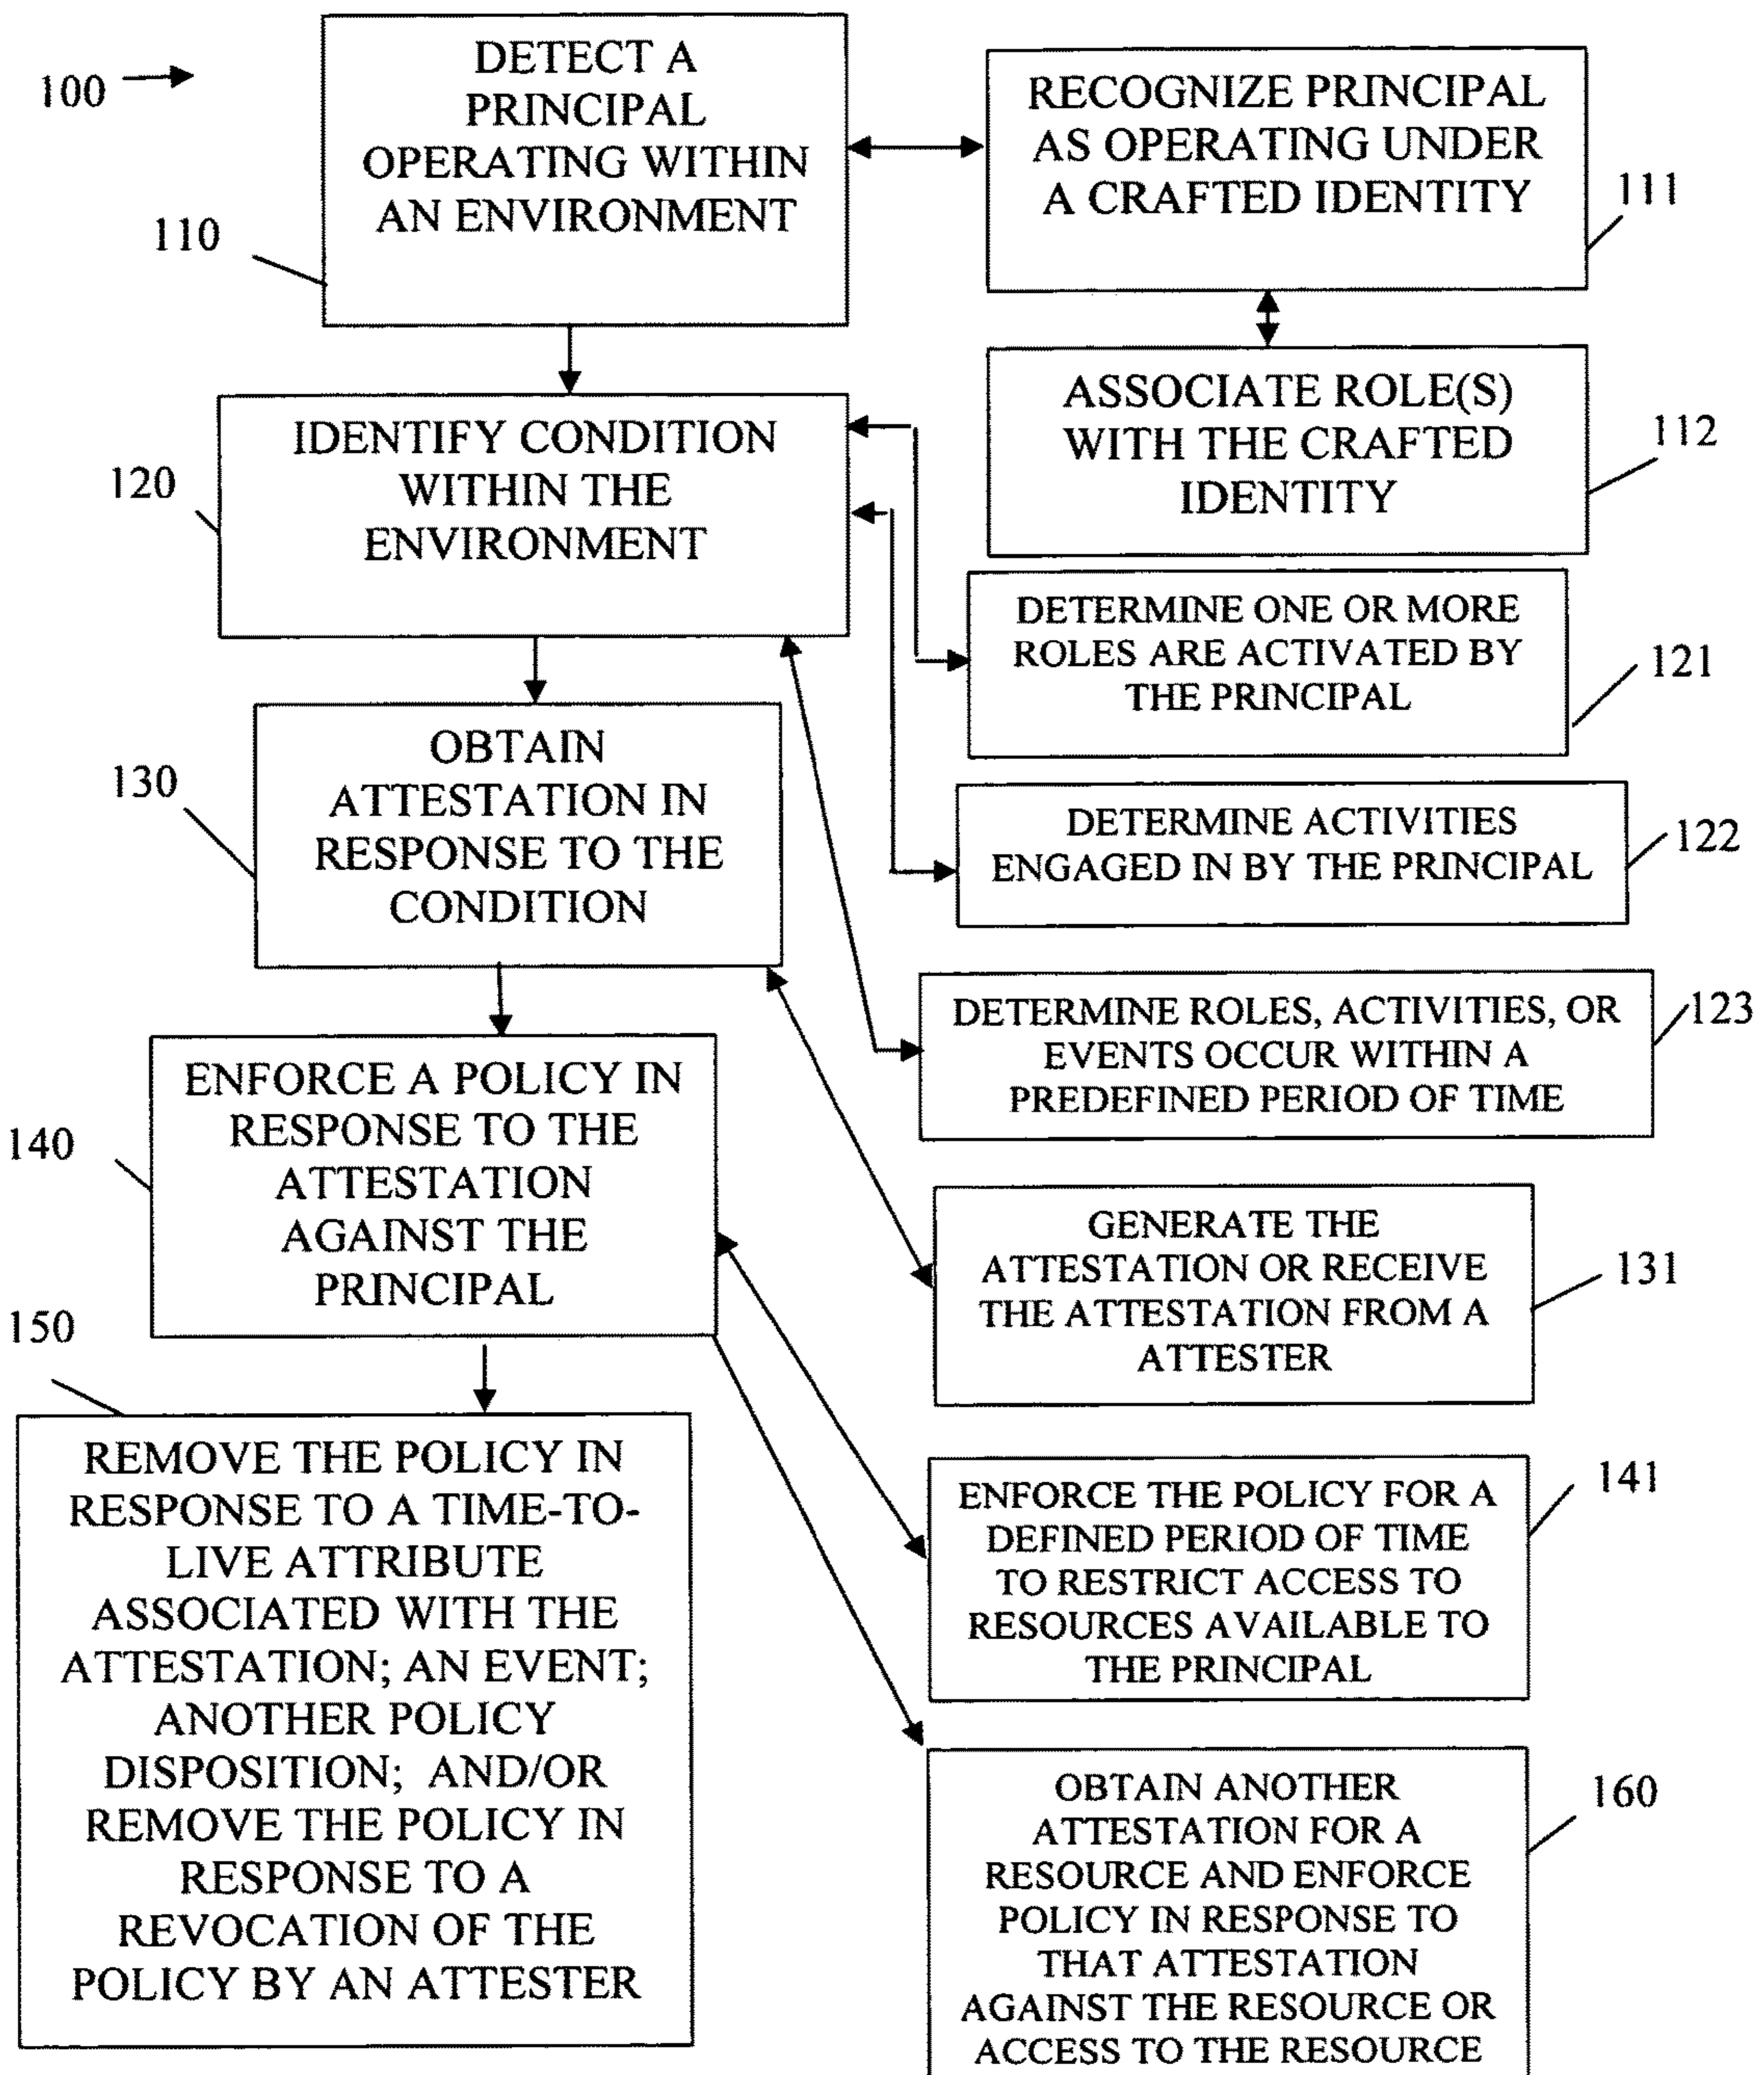 100
DETECT A
PRINCIPAL
OPERATING WITHIN
AN ENVIRONMENT
110
RECOGNIZE PRINCIPAL
AS OPERATING UNDER
A CRAFTED IDENTITY
111
ASSOCIATE ROLE(S)
WITH THE CRAFTED
IDENTITY
112
IDENTIFY CONDITION
WITHIN THE
ENVIRONMENT
120
DETERMINE ONE OR MORE
ROLES ARE ACTIVATED BY
THE PRINCIPAL
121
DETERMINE ACTIVITIES
ENGAGED IN BY THE PRINCIPAL
122
DETERMINE ROLES, ACTIVITIES, OR
EVENTS OCCUR WITHIN A
PREDEFINED PERIOD OF TIME
123
OBTAIN
ATTESTATION IN
RESPONSE TO THE
CONDITION
130
GENERATE THE
ATTESTATION OR RECEIVE
THE ATTESTATION FROM A
ATTESTER
131
ENFORCE A POLICY IN
RESPONSE TO THE
ATTESTATION
AGAINST THE
PRINCIPAL
140
ENFORCE THE POLICY FOR A
DEFINED PERIOD OF TIME
TO RESTRICT ACCESS TO
RESOURCES AVAILABLE TO
THE PRINCIPAL
141
150
REMOVE THE POLICY IN
RESPONSE TO A TIME-TO-
LIVE ATTRIBUTE
ASSOCIATED WITH THE
ATTESTATION; AN EVENT;
ANOTHER POLICY
DISPOSITION; AND/OR
REMOVE THE POLICY IN
RESPONSE TO A
REVOCATION OF THE
POLICY BY AN ATTESTER
OBTAIN ANOTHER
ATTESTATION FOR A
RESOURCE AND ENFORCE
POLICY IN RESPONSE TO
THAT ATTESTATION
AGAINST THE RESOURCE OR
ACCESS TO THE RESOURCE
160